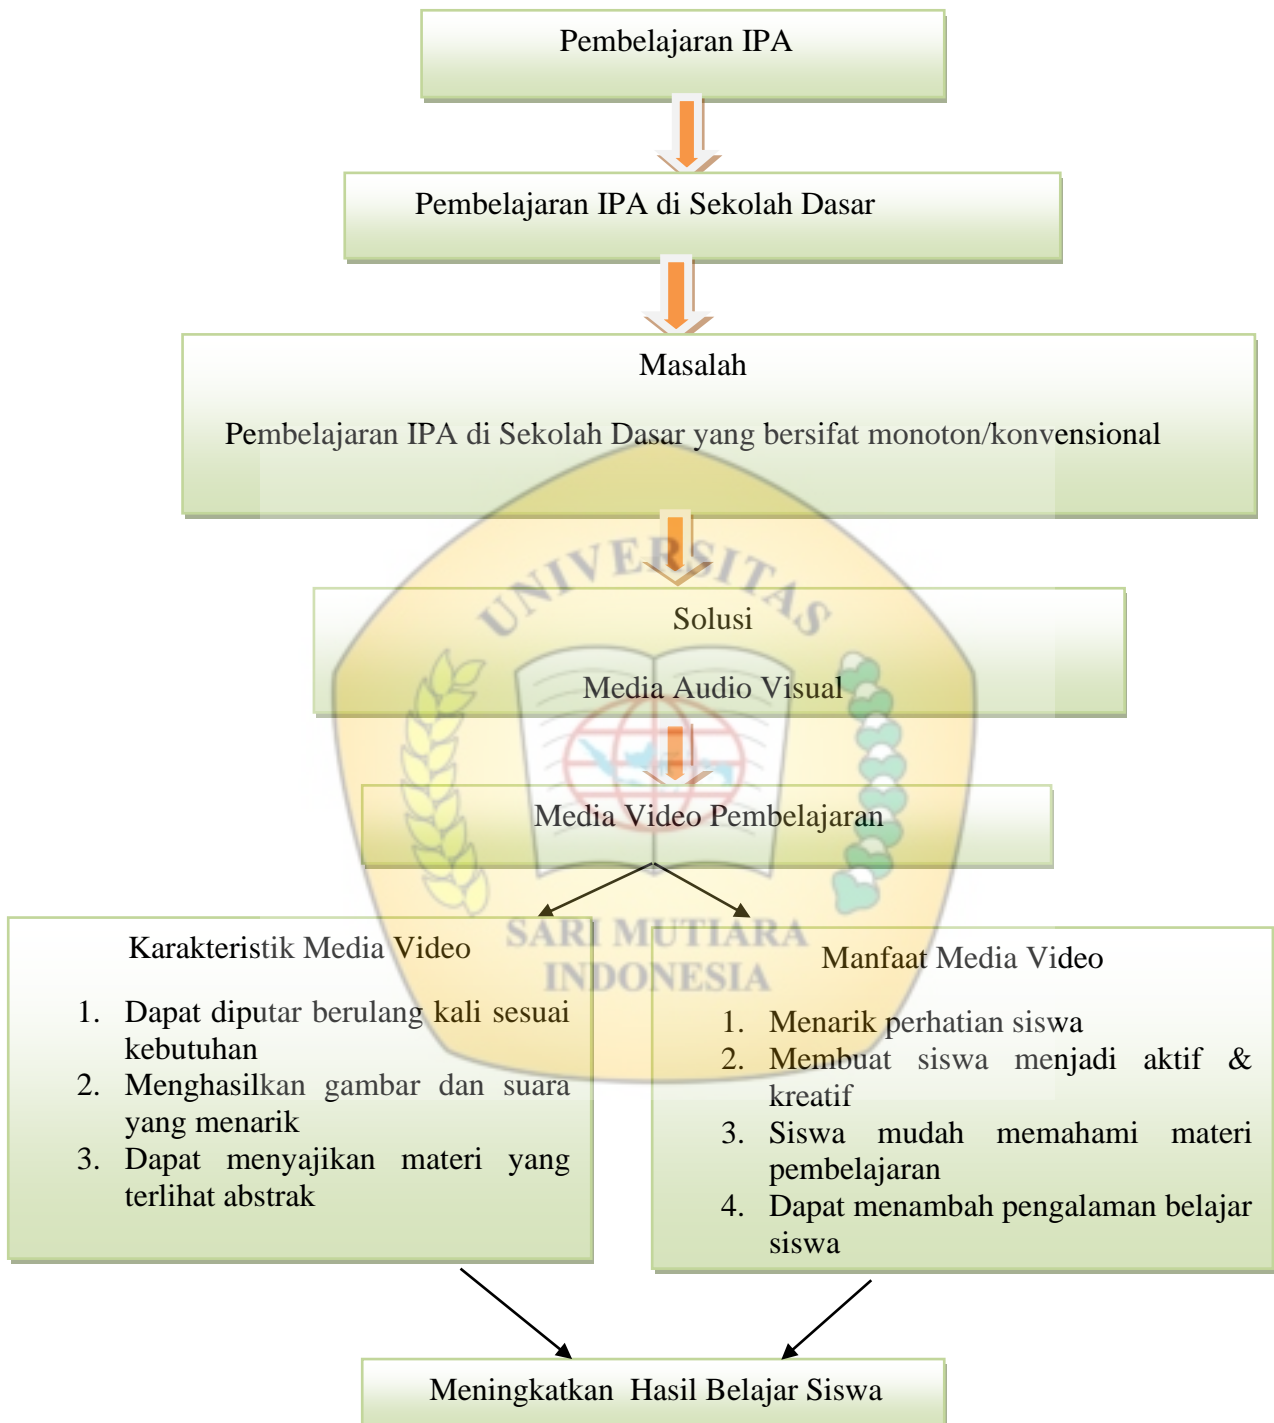 Pembelajaran IPA
Pembelajaran IPA di Sekolah Dasar
Masalah
Pembelajaran IPA di Sekolah Dasar yang bersifat monoton/konvensional
UNIVERSITAS
Solusi
Media Audio Visual
Media Video Pembelajaran
SARI MUTIARA
INDONESIA
Karakteristik Media Video
1. Dapat diputar berulang kali sesuai
kebutuhan
2. Menghasilkan gambar dan suara
yang menarik
3. Dapat menyajikan materi yang
terlihat abstrak
Manfaat Media Video
1. Menarik perhatian siswa
2. Membuat siswa menjadi aktif &
kreatif
3. Siswa mudah memahami materi
pembelajaran
4. Dapat menambah pengalaman belajar
siswa
Meningkatkan Hasil Belajar Siswa